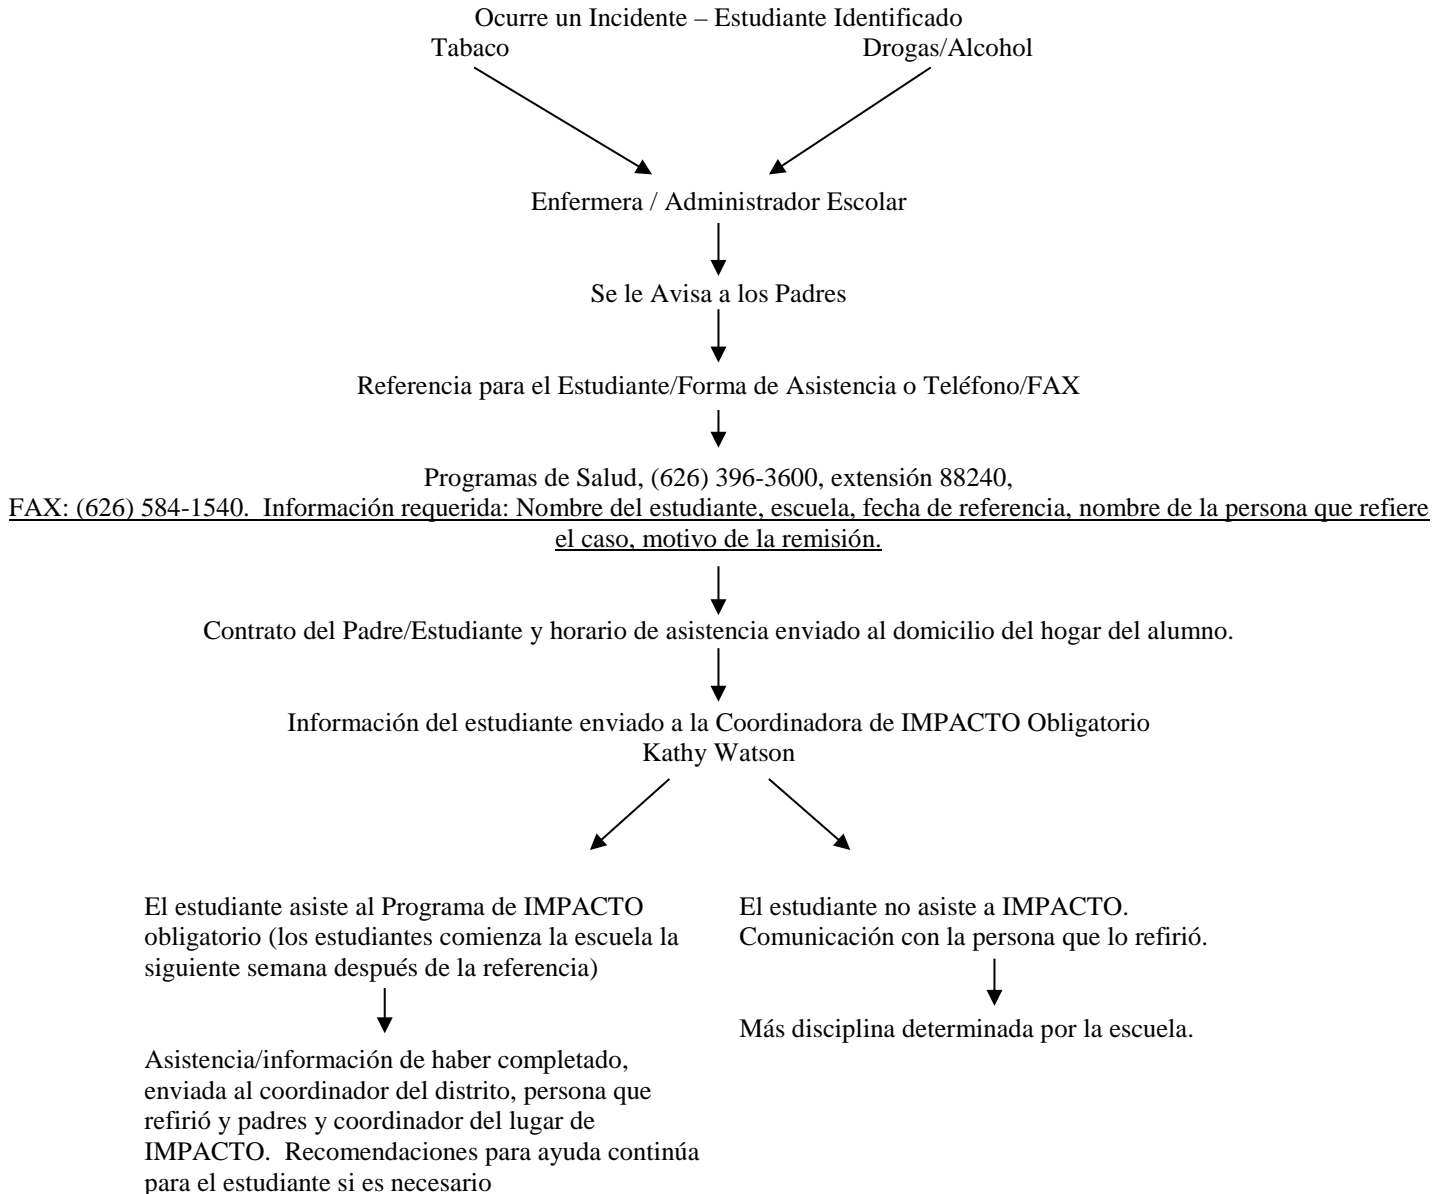 Ocurre un Incidente – Estudiante Identificado
Tabaco
Drogas/Alcohol
Enfermera / Administrador Escolar
Se le Avisa a los Padres
Referencia para el Estudiante/Forma de Asistencia o Teléfono/FAX
Programas de Salud, (626) 396-3600, extensión 88240,
FAX: (626) 584-1540.  Información requerida: Nombre del estudiante, escuela, fecha de referencia, nombre de la persona que refiere
el caso, motivo de la remisión.
Contrato del Padre/Estudiante y horario de asistencia enviado al domicilio del hogar del alumno.
Información del estudiante enviado a la Coordinadora de IMPACTO Obligatorio
Kathy Watson
El estudiante asiste al Programa de IMPACTO
obligatorio (los estudiantes comienza la escuela la
siguiente semana después de la referencia)
Asistencia/información de haber completado,
enviada al coordinador del distrito, persona que
refirió y padres y coordinador del lugar de
IMPACTO.  Recomendaciones para ayuda continúa
para el estudiante si es necesario
El estudiante no asiste a IMPACTO.
Comunicación con la persona que lo refirió.
Más disciplina determinada por la escuela.